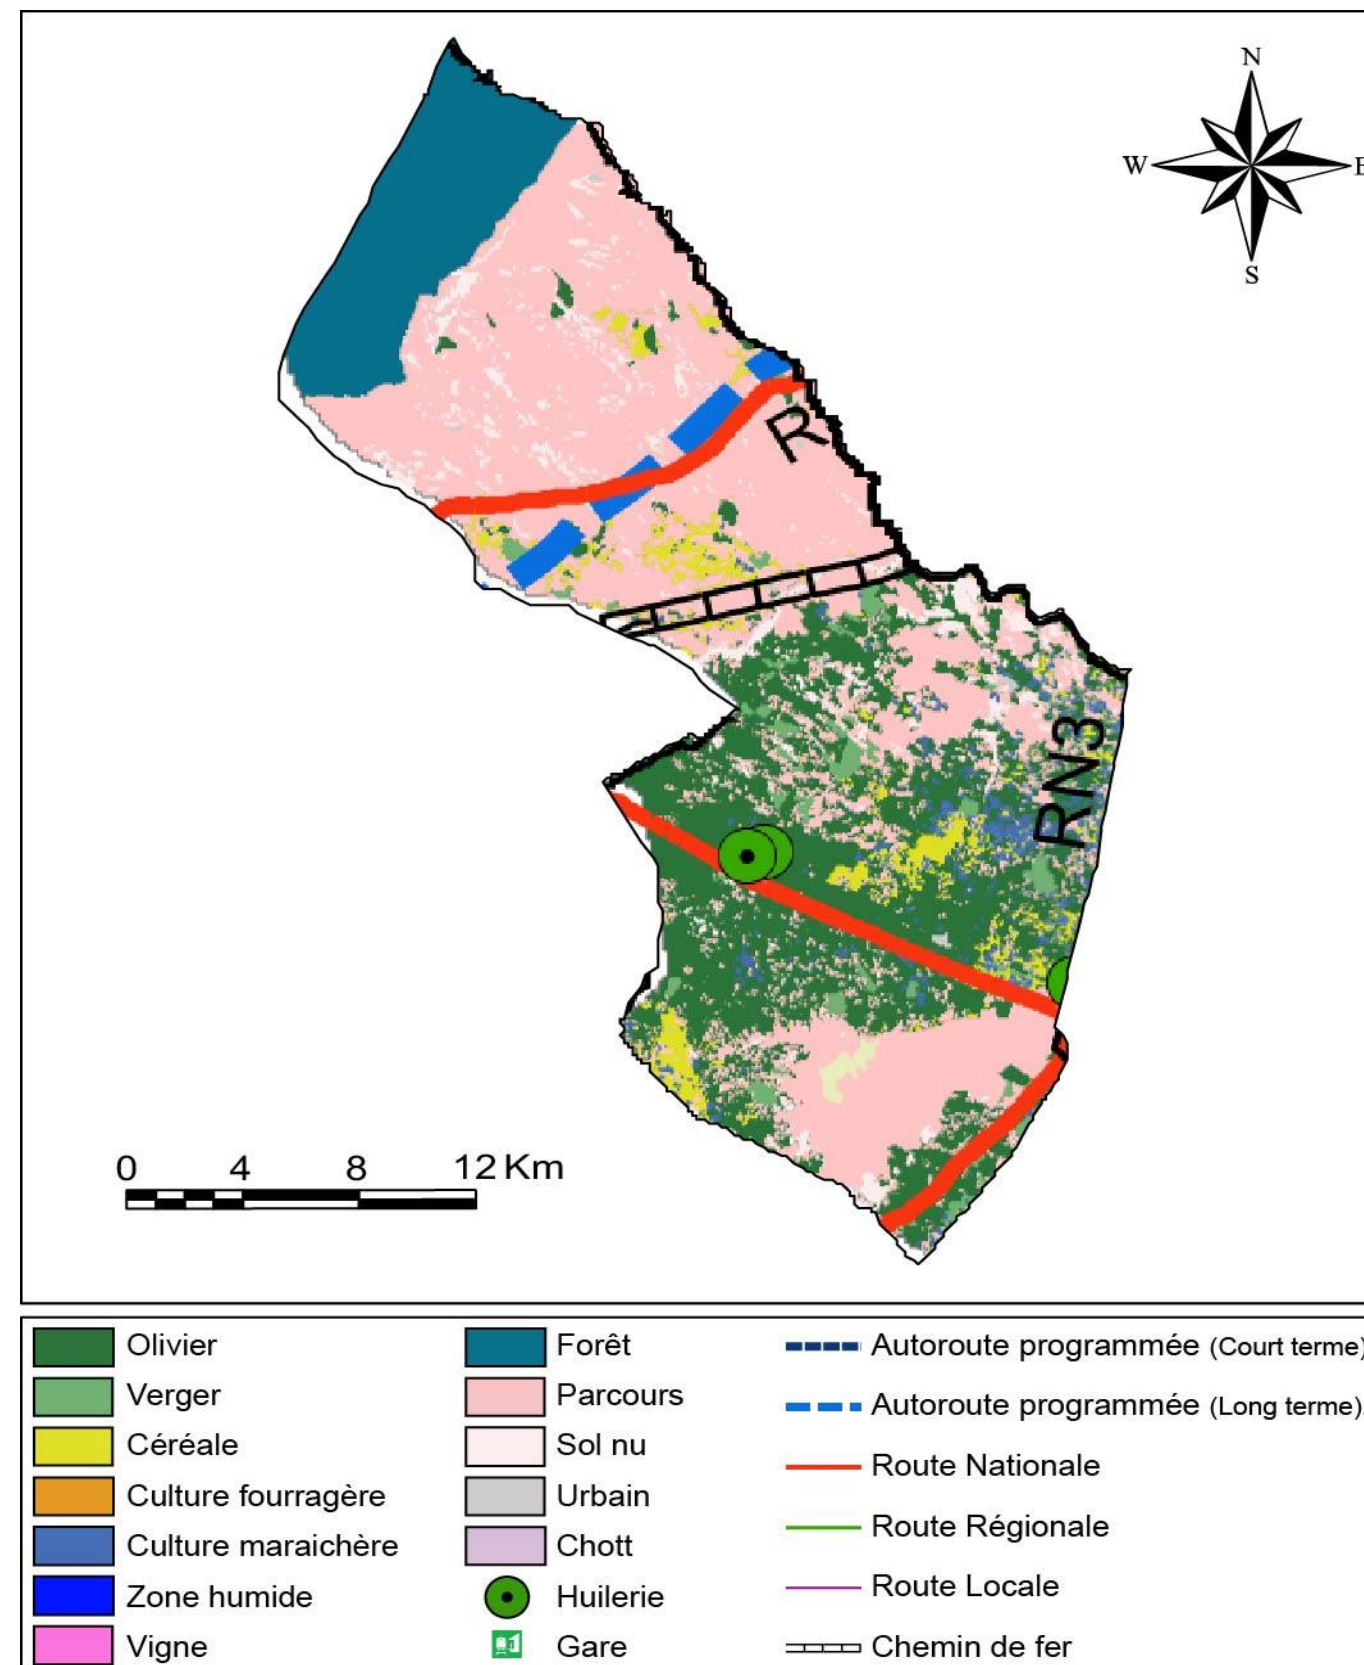 N
W
E
S
R
RN3
0 4 8 12 Km
Olivier
Verger
Céréale
Culture fourragère
Culture maraichère
Zone humide
Vigne
Forêt
Parcours
Sol nu
Urbain
Chott
Huilerie
Gare
Autoroute programmée (Court terme)
Autoroute programmée (Long terme).
Route Nationale
Route Régionale
Route Locale
Chemin de fer